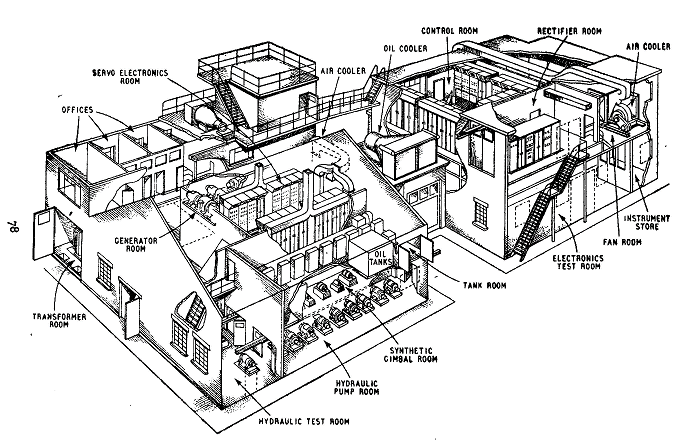 CONTROL ROOM
RECTIFIER ROOM
OIL COOLER
AIR COOLER
SERVO ELECTRONICS
ROOM
AIR COOLER
OFFICES
78
GENERATOR
ROOM
INSTRUMENT
STORE
FAN ROOM
ELECTRONICS
TEST ROOM
OIL
TANKS
TANK ROOM
TRANSFORMER
ROOM
SYNTHETIC
GIMBAL ROOM
HYDRAULIC
PUMP ROOM
HYDRAULIC TEST ROOM